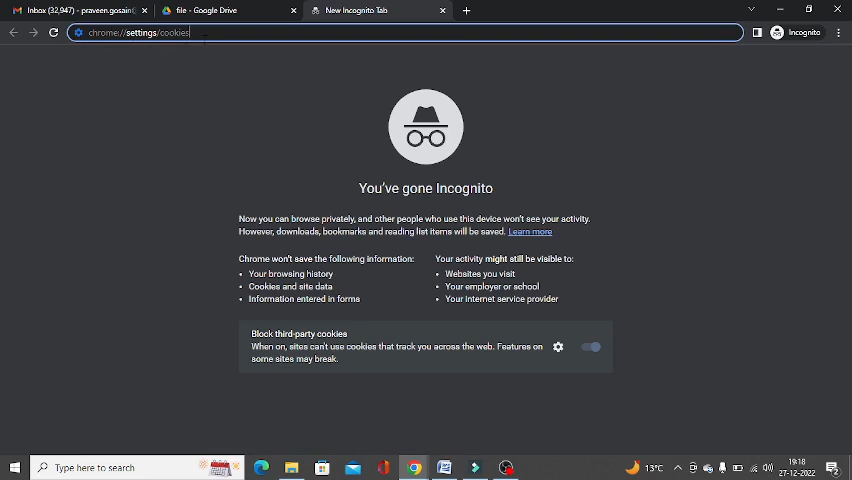 Inbox (32,947) - praveen.gosain@
file - Google Drive
New Incognito Tab
chrome://settings/cookies
Incognito
You've gone Incognito
Now you can browse privately, and other people who use this device won't see your activity.
However, downloads, bookmarks and reading list items will be saved. Learn more
Chrome won't save the following information:
• Your browsing history
• Cookies and site data
• Information entered in forms
Your activity might still be visible to:
• Websites you visit
• Your employer or school
• Your internet service provider
Block third-party cookies
When on, sites can't use cookies that track you across the web. Features on
some sites may break.
Type here to search
13°C
19:18
27-12-2022
2